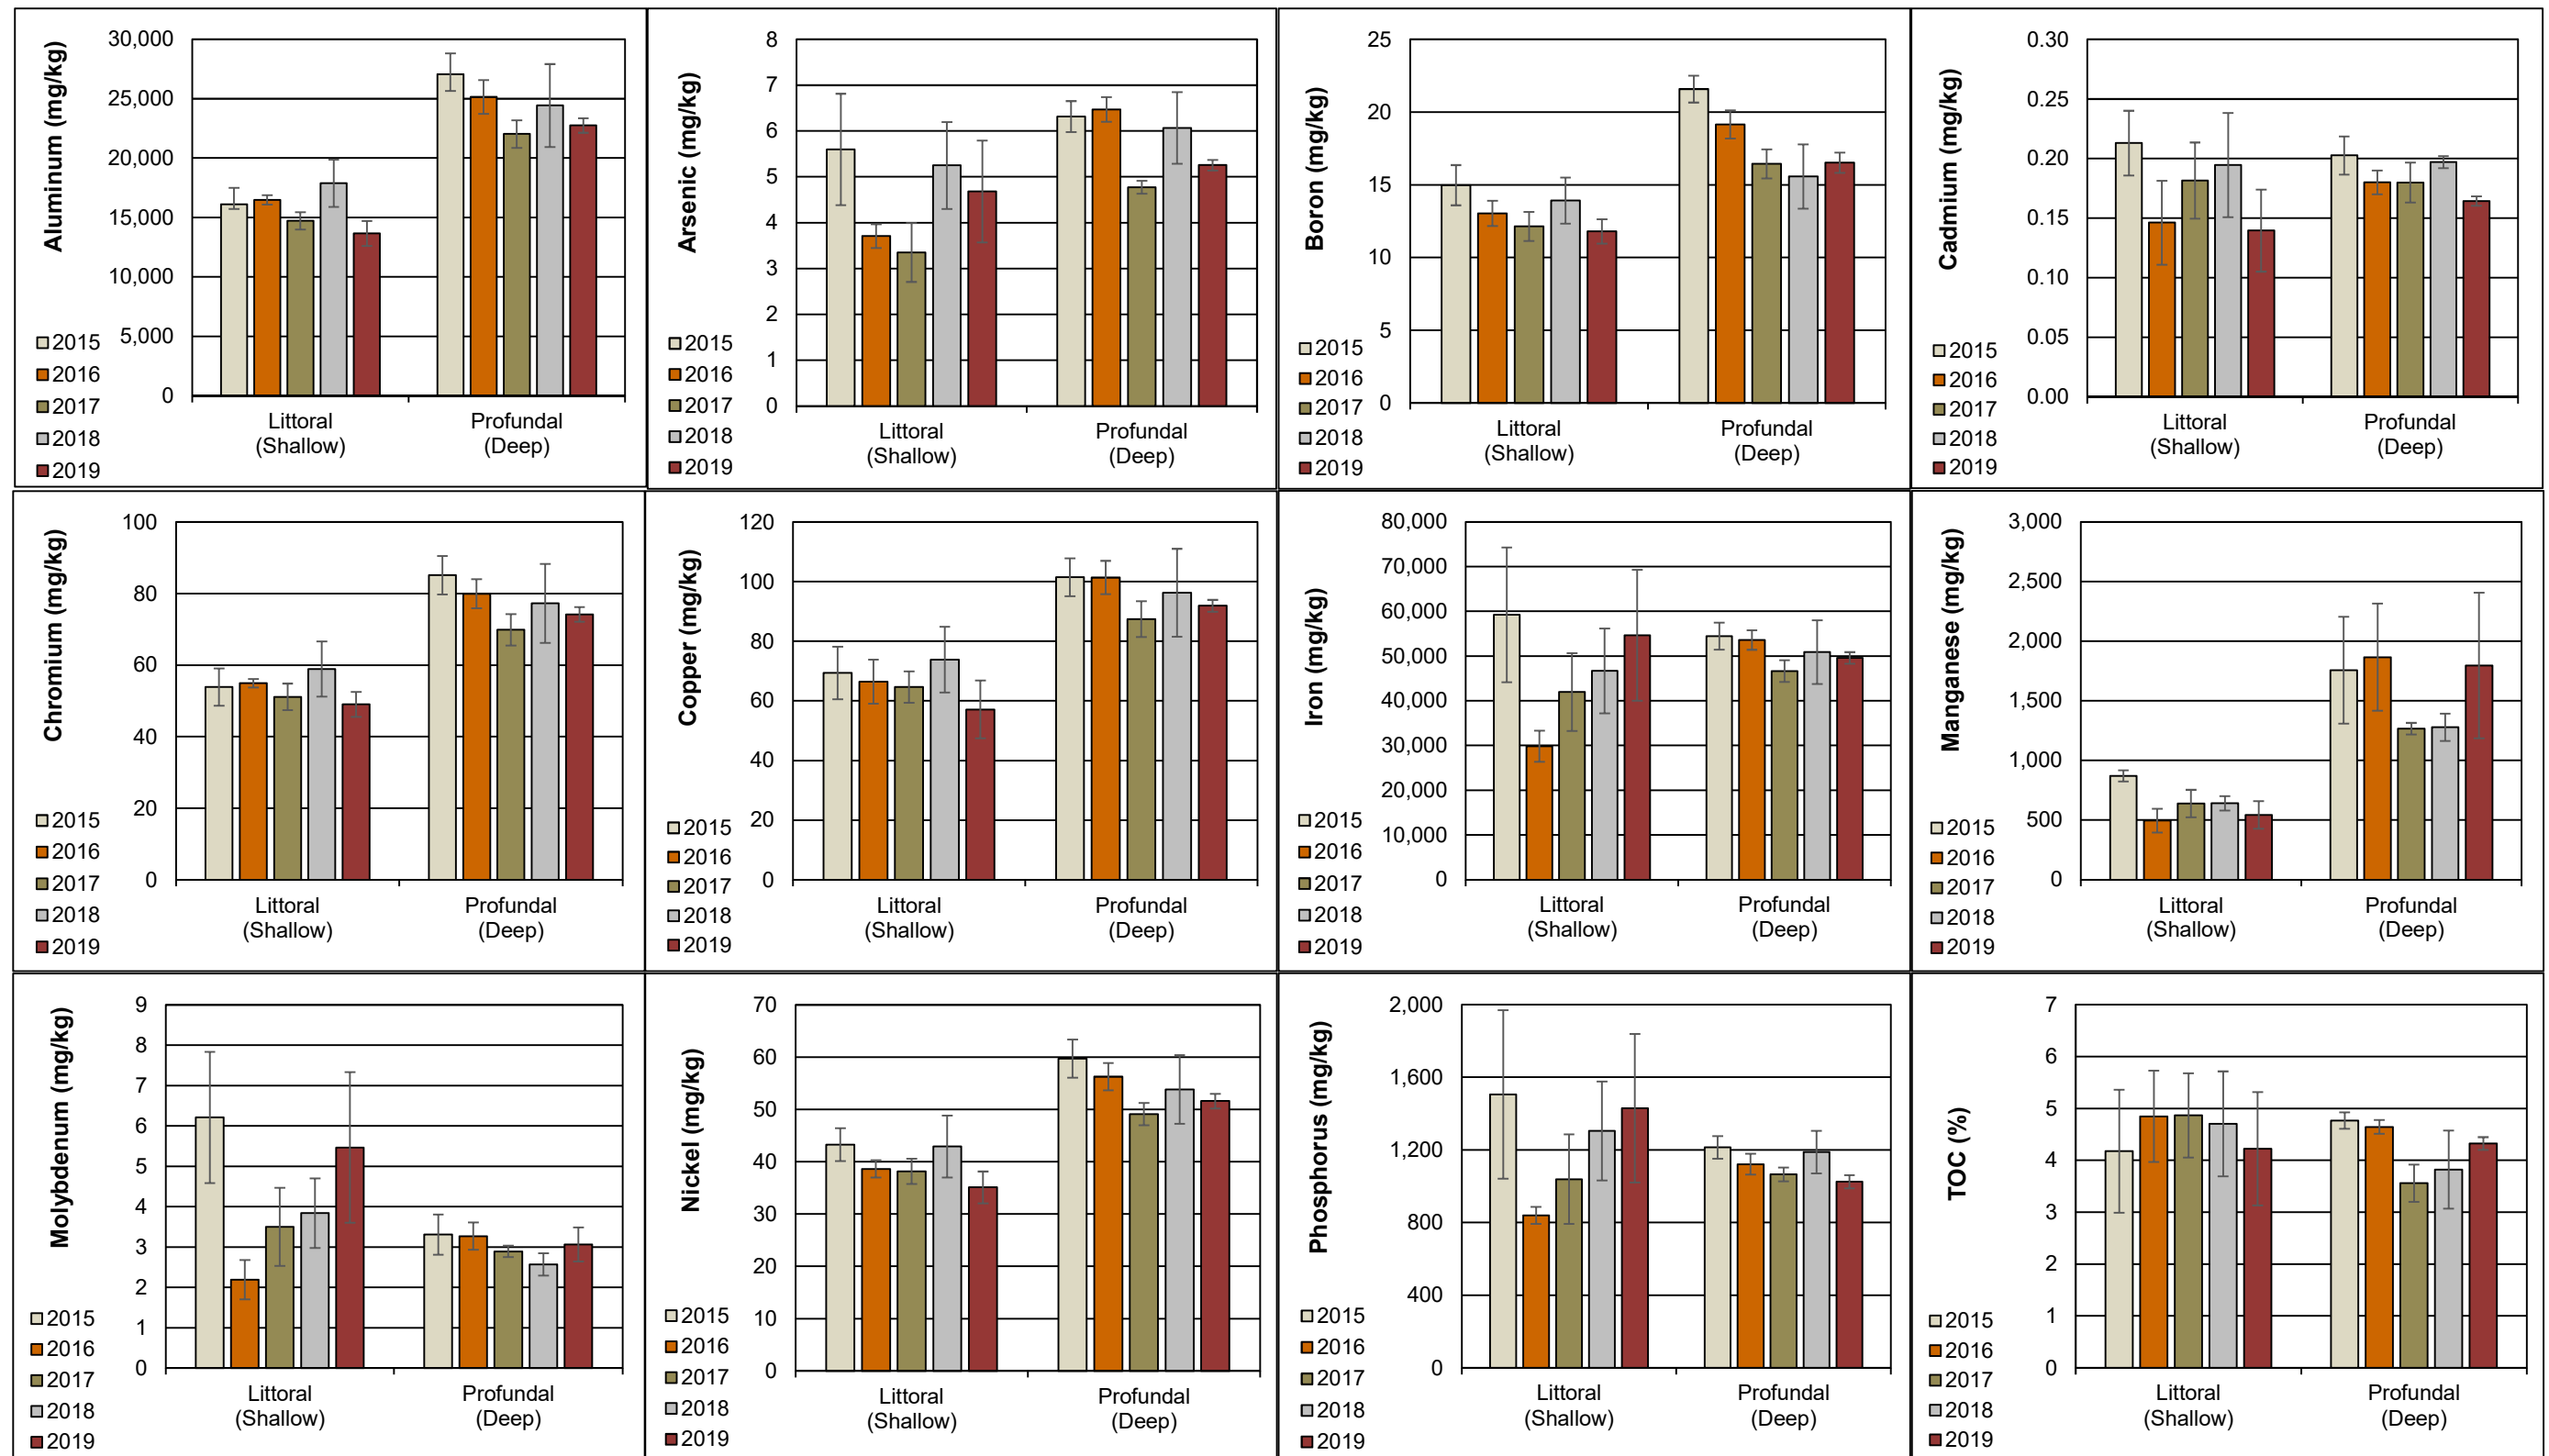 Aluminum (mg/kg)
30,000
25,000
20,000
15,000
10,000
5,000
0
2015
2016
2017
2018
2019
Littoral
(Shallow)
Profundal
(Deep)
Arsenic (mg/kg)
8
7
6
5
4
3
2
1
0
2015
2016
2017
2018
2019
Littoral
(Shallow)
Profundal
(Deep)
Boron (mg/kg)
25
20
15
10
5
0
2015
2016
2017
2018
2019
Littoral
(Shallow)
Profundal
(Deep)
Cadmium (mg/kg)
0.30
0.25
0.20
0.15
0.10
0.05
0.00
2015
2016
2017
2018
2019
Littoral
(Shallow)
Profundal
(Deep)
Chromium (mg/kg)
100
80
60
40
20
0
2015
2016
2017
2018
2019
Littoral
(Shallow)
Profundal
(Deep)
Copper (mg/kg)
120
100
80
60
40
20
0
2015
2016
2017
2018
2019
Littoral
(Shallow)
Profundal
(Deep)
Iron (mg/kg)
80,000
70,000
60,000
50,000
40,000
30,000
20,000
10,000
0
2015
2016
2017
2018
2019
Littoral
(Shallow)
Profundal
(Deep)
Manganese (mg/kg)
3,000
2,500
2,000
1,500
1,000
500
0
2015
2016
2017
2018
2019
Littoral
(Shallow)
Profundal
(Deep)
Molybdenum (mg/kg)
9
8
7
6
5
4
3
2
1
0
2015
2016
2017
2018
2019
Littoral
(Shallow)
Profundal
(Deep)
Nickel (mg/kg)
70
60
50
40
30
20
10
0
2015
2016
2017
2018
2019
Littoral
(Shallow)
Profundal
(Deep)
Phosphorus (mg/kg)
2,000
1,600
1,200
800
400
0
2015
2016
2017
2018
2019
Littoral
(Shallow)
Profundal
(Deep)
TOC (%)
7
6
5
4
3
2
1
0
2015
2016
2017
2018
2019
Littoral
(Shallow)
Profundal
(Deep)